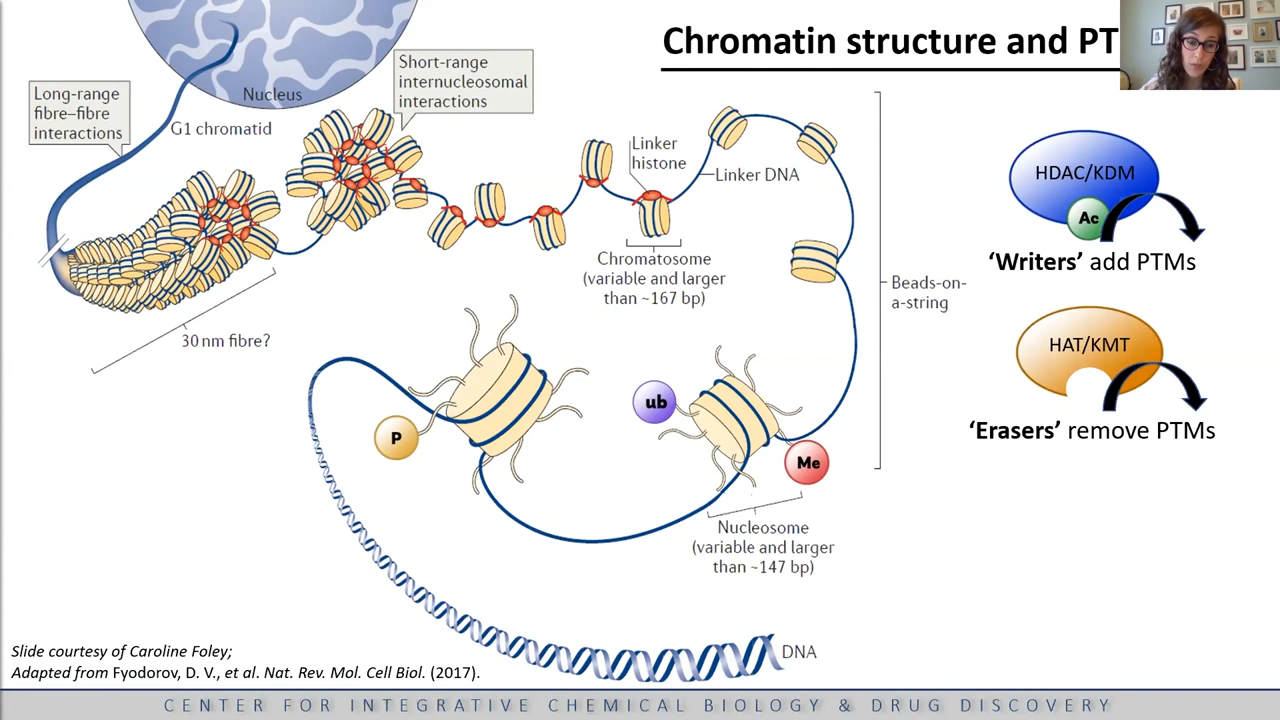 Chromatin structure and PT
Long-range
fibre–fibre
interactions
Nucleus
G1 chromatid
Short-range
internucleosomal
interactions
Linker
histone
Linker DNA
Chromatosome
(variable and larger
than ~167 bp)
30 nm fibre?
Beads-on-
a-string
HDAC/KDM
Ac
‘Writers’ add PTMs
HAT/KMT
‘Erasers’ remove PTMs
P
ub
Me
Nucleosome
(variable and larger
than ~147 bp)
DNA
Slide courtesy of Caroline Foley;
Adapted from Fyodorov, D. V., et al. Nat. Rev. Mol. Cell Biol. (2017).
CENTER FOR INTEGRATIVE CHEMICAL BIOLOGY & DRUG DISCOVERY